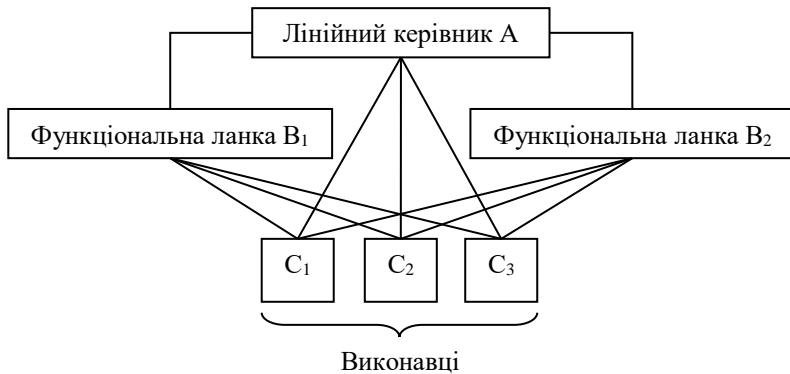 Лінійний керівник А
Функціональна ланка В₁
Функціональна ланка В₂
С₁
С₂
С₃
Виконавці